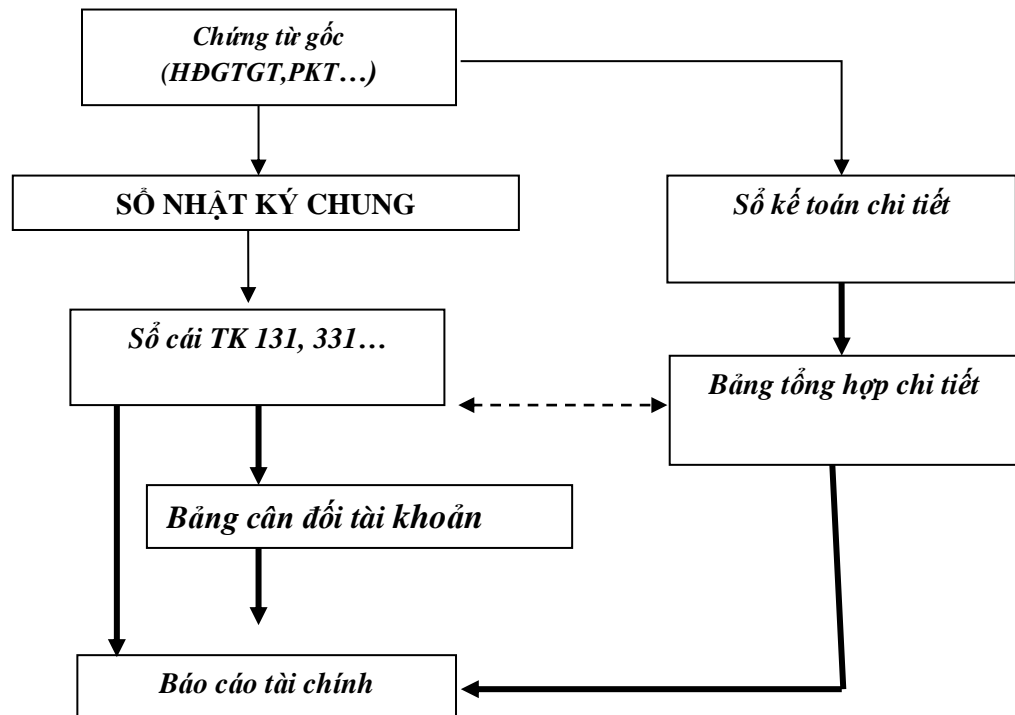 Chứng từ gốc
(HĐGTGT,PKT…)
SỔ NHẬT KÝ CHUNG
Sổ kế toán chi tiết
Sổ cái TK 131, 331…
Bảng tổng hợp chi tiết
Bảng cân đối tài khoản
Báo cáo tài chính